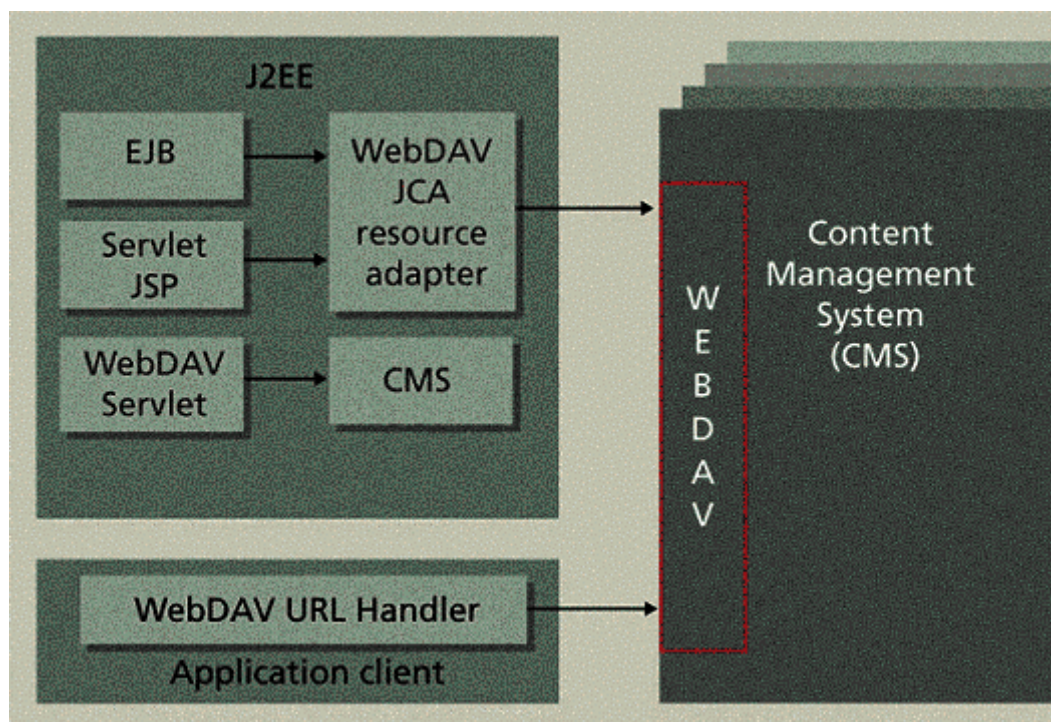 J2EE
EJB
WebDAV
JCA
resource
adapter
Servlet
JSP
WebDAV
Servlet
CMS
WebDAV URL Handler
Application client
W
E
B
D
A
V
Content
Management
System
(CMS)